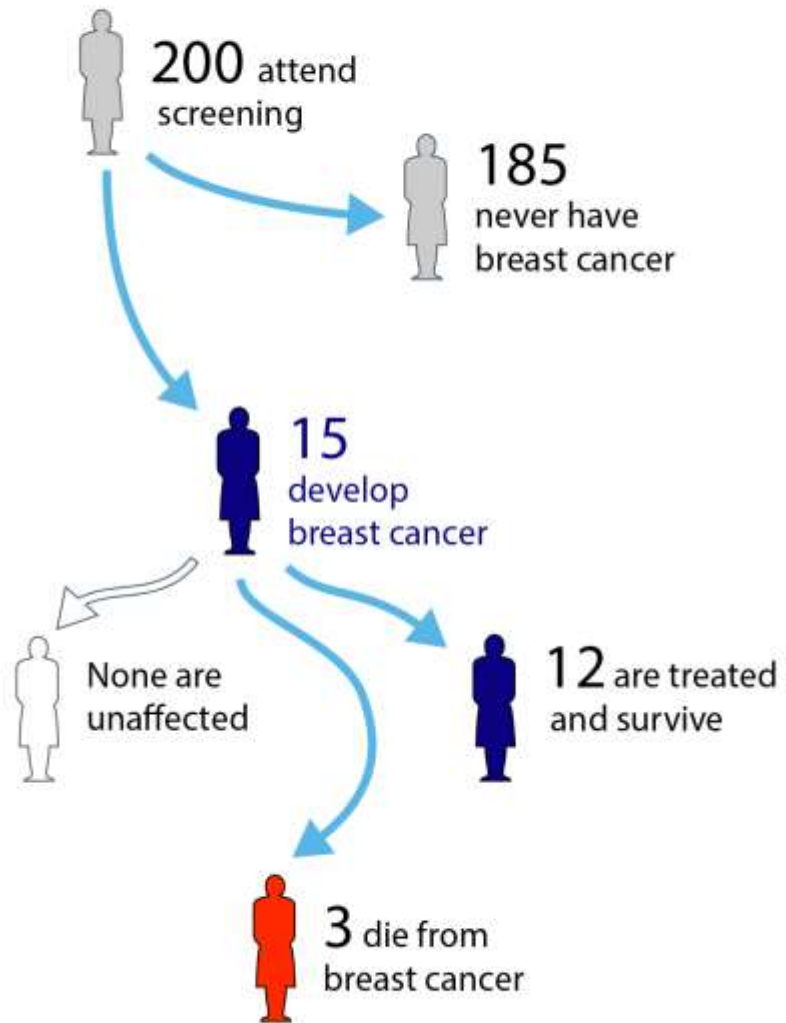 200 attend
screening
185
never have
breast cancer
15
develop
breast cancer
None are
unaffected
12 are treated
and survive
3 die from
breast cancer